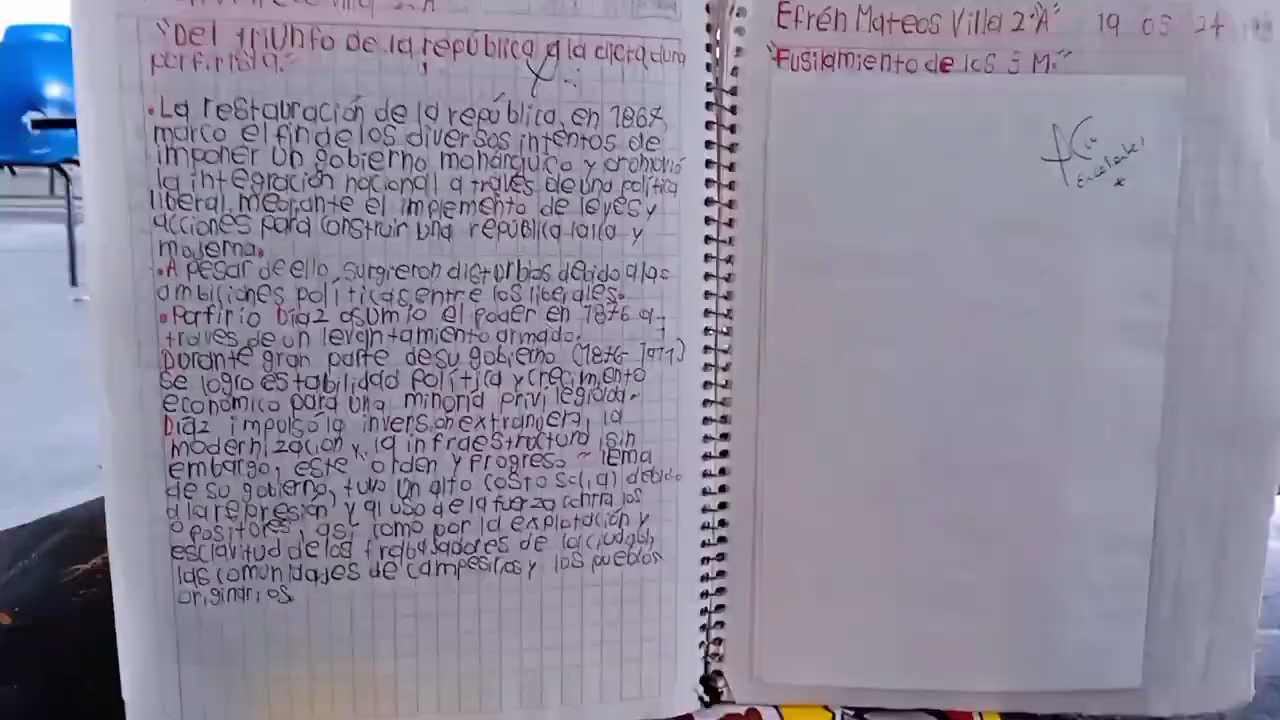 "Del triunfo de la república a la dictadura
porfirista."
•La restauración de la república, en 1867,
marco el fin de los diversos intentos de
imponer un gobierno monárquico y promovió
la integración nacional a través de una política
liberal, mediante el implemento de leyes y
acciones para construir una república laica y
moderna.
•A pesar de ello, surgieron disturbios debido a las
ambiciones políticas entre los liberales.
•Porfirio Díaz asumio el poder en 1876 a
traves de un levantamiento armado.
Durante gran parte de su gobierno (1876-1911)
se logro estabilidad política y crecimiento
económico para una minoría privilegiada.
Díaz impulsó la inversion extranjera, la
modernizacion y la infraestructura, sin
embargo, este orden y progreso - lema
de su gobierno, tuvo un alto costo social debido
a la represion y al uso de la fuerza contra los
opositores, así como por la explotación y
esclavitud de los trabajadores de la ciudad,
las comunidades de campesinos y los pueblos
originarios
Efrén Mateos Villa 2°"A" 19 05 24
"Fusilamiento de los 3 M."